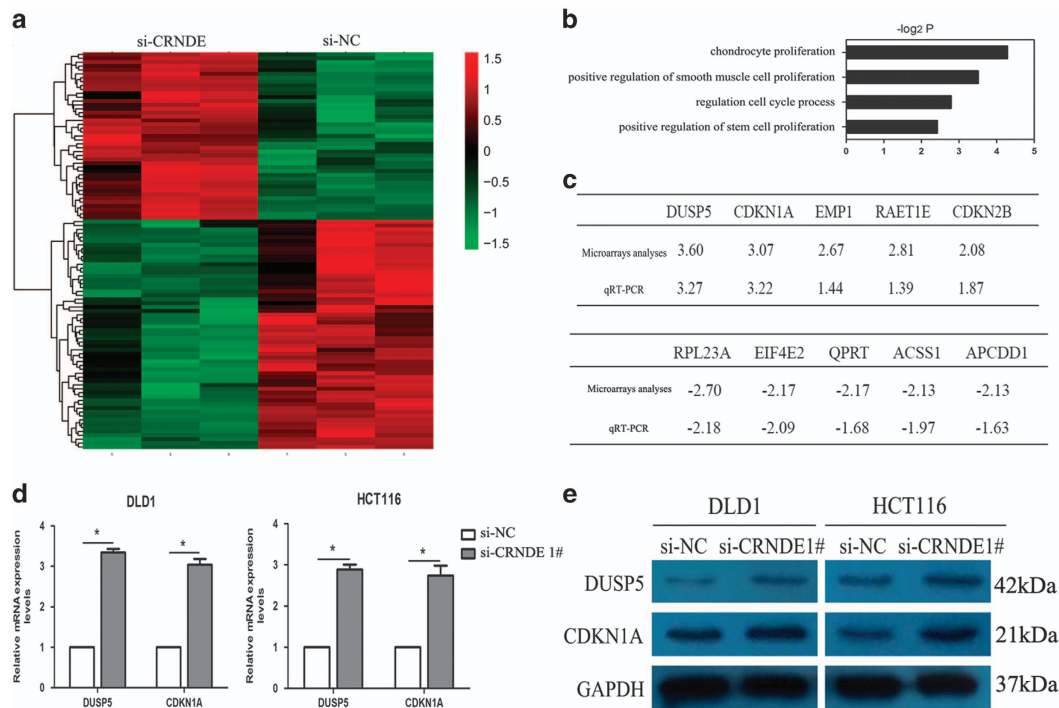 a
si-CRNDE si-NC
1.5
1
0.5
0
−0.5
−1
−1.5
b
-log2 P
chondrocyte proliferation
positive regulation of smooth muscle cell proliferation
regulation cell cycle process
positive regulation of stem cell proliferation
0 1 2 3 4 5
c
DUSP5 CDKN1A EMP1 RAET1E CDKN2B
Microarrays analyses 3.60 3.07 2.67 2.81 2.08
qRT-PCR 3.27 3.22 1.44 1.39 1.87
RPL23A EIF4E2 QPRT ACSS1 APCDD1
Microarrays analyses -2.70 -2.17 -2.17 -2.13 -2.13
qRT-PCR -2.18 -2.09 -1.68 -1.97 -1.63
d
DLD1
Relative mRNA expression
levels
4
3
2
1
0
* *
DUSP5 CDKN1A
HCT116
Relative mRNA expression
levels
4
3
2
1
0
* *
DUSP5 CDKN1A
si-NC
si-CRNDE 1#
e
DLD1 HCT116
si-NC si-CRNDE1# si-NC si-CRNDE1#
DUSP5 42kDa
CDKN1A 21kDa
GAPDH 37kDa